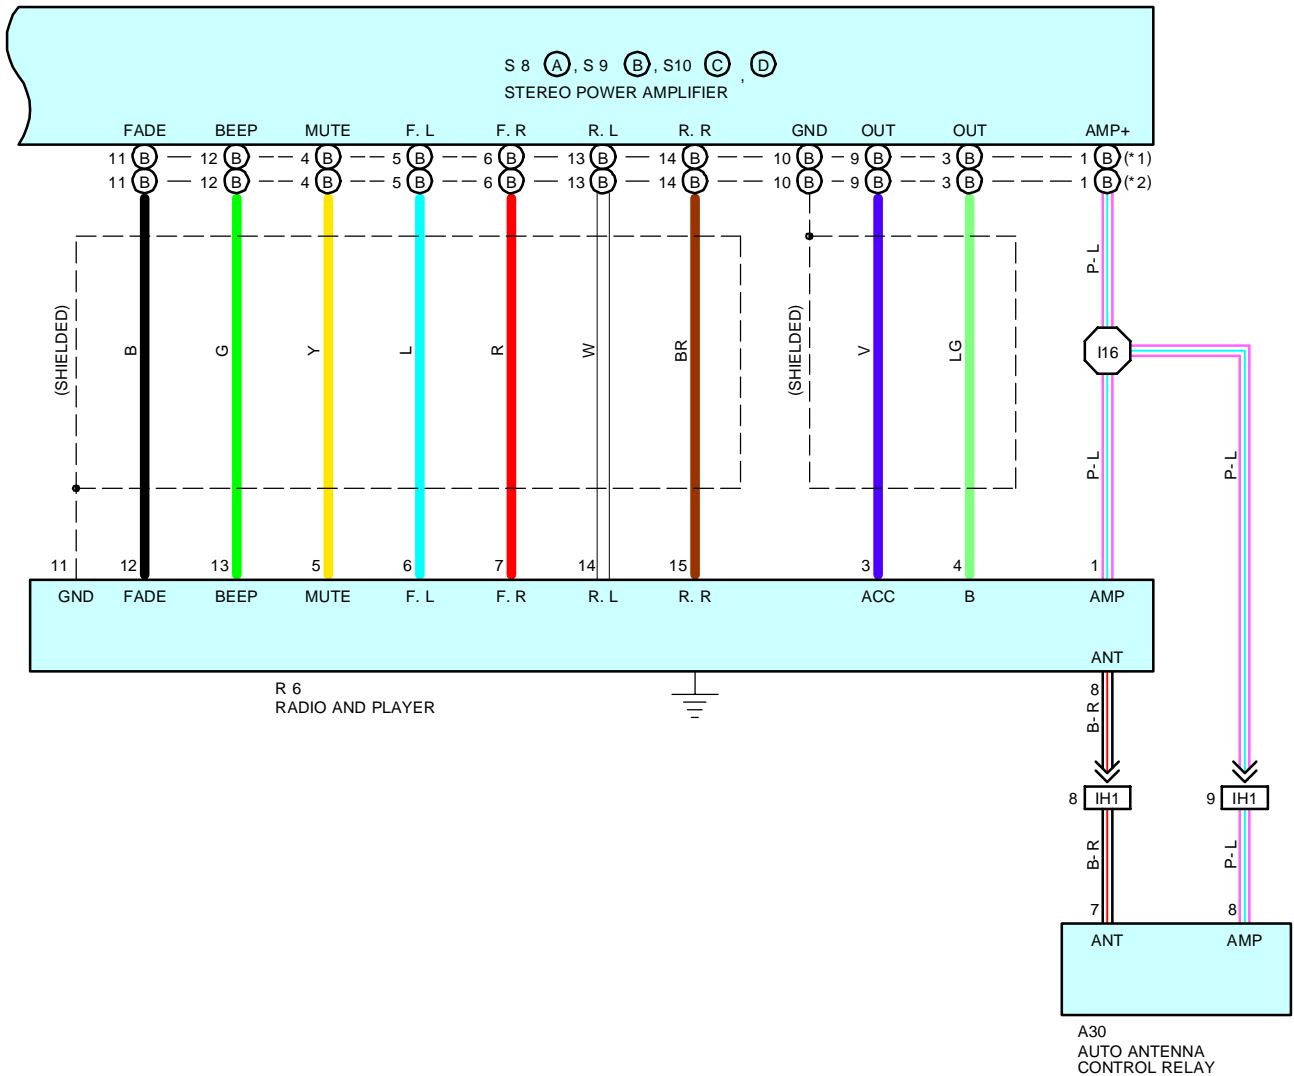 S 8 A , S 9 B , S10 C , D
STEREO POWER AMPLIFIER
FADE BEEP MUTE F. L F. R R. L R. R GND OUT OUT AMP+
11 B 12 B 4 B 5 B 6 B 13 B 14 B 10 B 9 B 3 B 1 B (*1)
11 B 12 B 4 B 5 B 6 B 13 B 14 B 10 B 9 B 3 B 1 B (*2)
P-L
(SHIELDED) B G Y L R W BR (SHIELDED) V LG I16
P-L P-L
11 12 13 5 6 7 14 15 3 4 1
GND FADE BEEP MUTE F. L F. R R. L R. R ACC B AMP
ANT
R 6
RADIO AND PLAYER
8
B-R
8 IH1 9 IH1
B-R P-L
7 8
ANT AMP
A30
AUTO ANTENNA
CONTROL RELAY